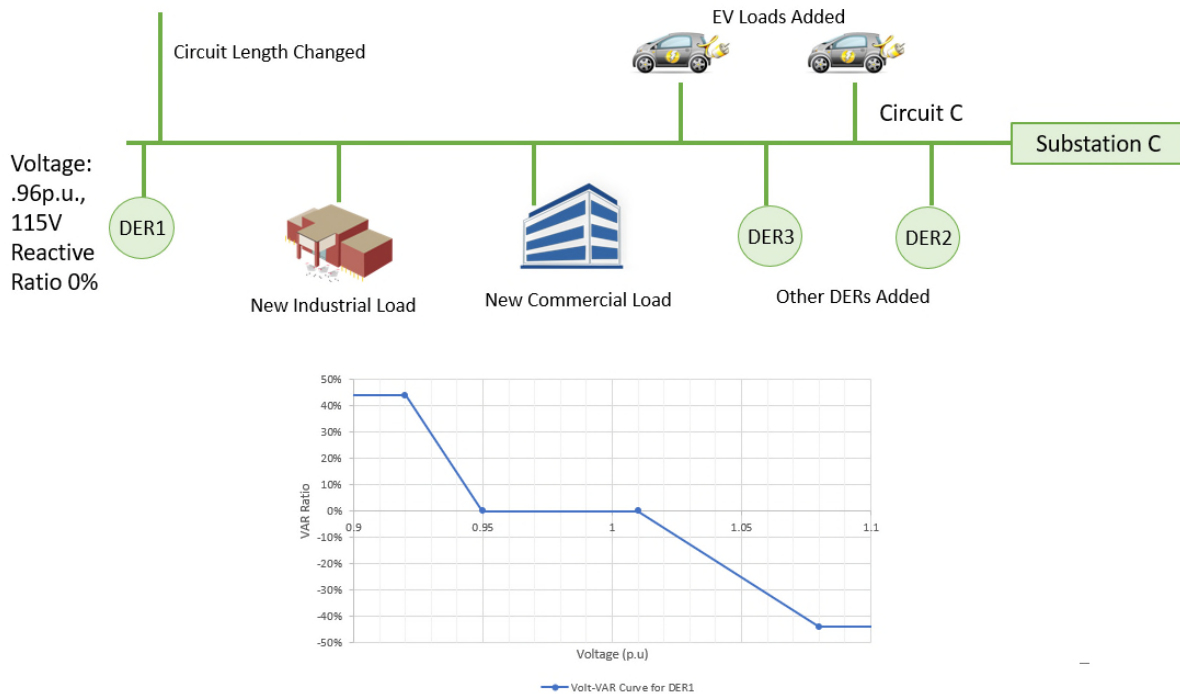 EV Loads Added
Circuit Length Changed
Circuit C
Substation C
Voltage:
.96p.u.,
115V
Reactive
Ratio 0%
DER1
DER3
DER2
New Industrial Load
New Commercial Load
Other DERs Added
50%
40%
30%
20%
10%
0%
-10%
-20%
-30%
-40%
-50%
VAR Ratio
0.9
0.95
1
1.05
1.1
Voltage (p.u)
Volt-VAR Curve for DER1